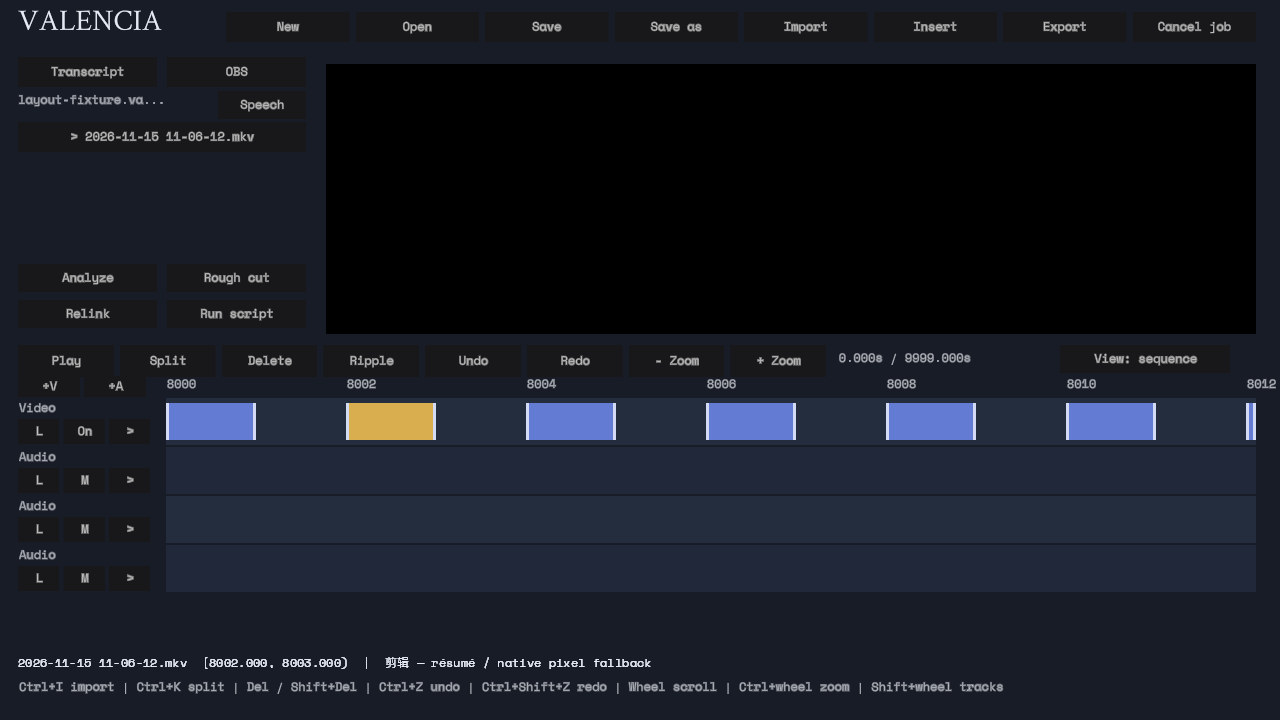 VALENCIA
New Open Save Save as Import Insert Export Cancel job
Transcript OBS
layout-fixture.va...
Speech
> 2026-11-15 11-06-12.mkv
Analyze Rough out
Relink Run script
Play Split Delete Ripple Undo Redo - Zoom + Zoom 0.000s / 9999.000s View: sequence
+V +A 8000 8002 8004 8006 8008 8010 8012
Video
L On >
Audio
L M >
Audio
L M >
Audio
L M >
2026-11-15 11-06-12.mkv [8002.000, 8003.000) | 剪辑 — résumé / native pixel fallback
Ctrl+I import | Ctrl+K split | Del / Shift+Del | Ctrl+Z undo | Ctrl+Shift+Z redo | Wheel scroll | Ctrl+wheel zoom | Shift+wheel tracks